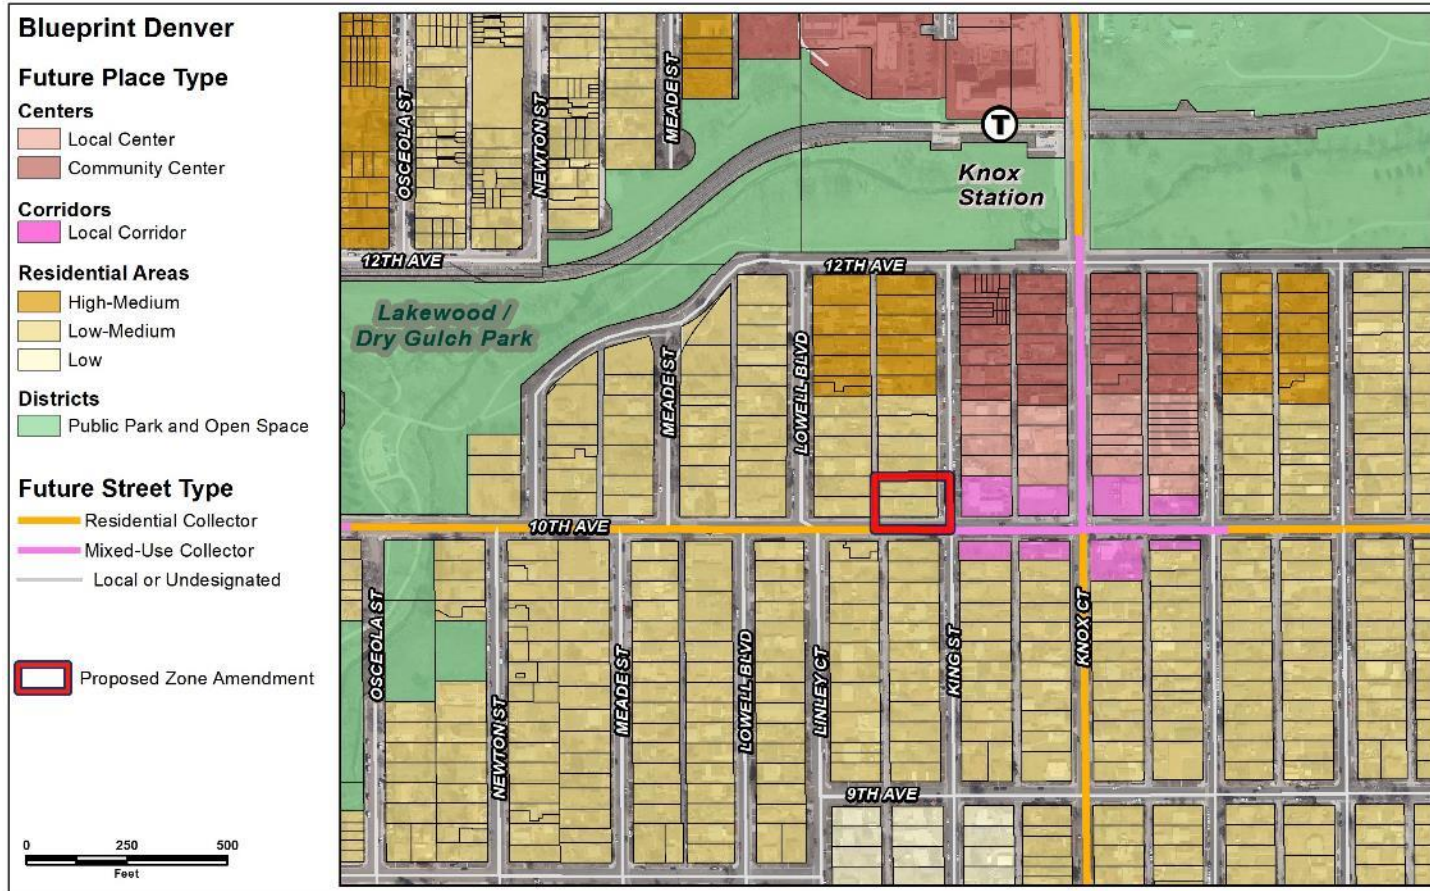 Blueprint Denver
Future Place Type
Centers
Local Center
Community Center
Corridors
Local Corridor
Residential Areas
High-Medium
Low-Medium
Low
Districts
Public Park and Open Space
Future Street Type
Residential Collector
Mixed-Use Collector
Local or Undesignated
Proposed Zone Amendment
0 250 500
Feet
OSCEOLA ST
NEWTON ST
MEADE ST
T
Knox
Station
12TH AVE
12TH AVE
Lakewood /
Dry Gulch Park
MEADE ST
LOWELL BLVD
10TH AVE
OSCEOLA ST
NEWTON ST
MEADE ST
LOWELL BLVD
LINLEY CT
KING ST
KNOX CT
9TH AVE